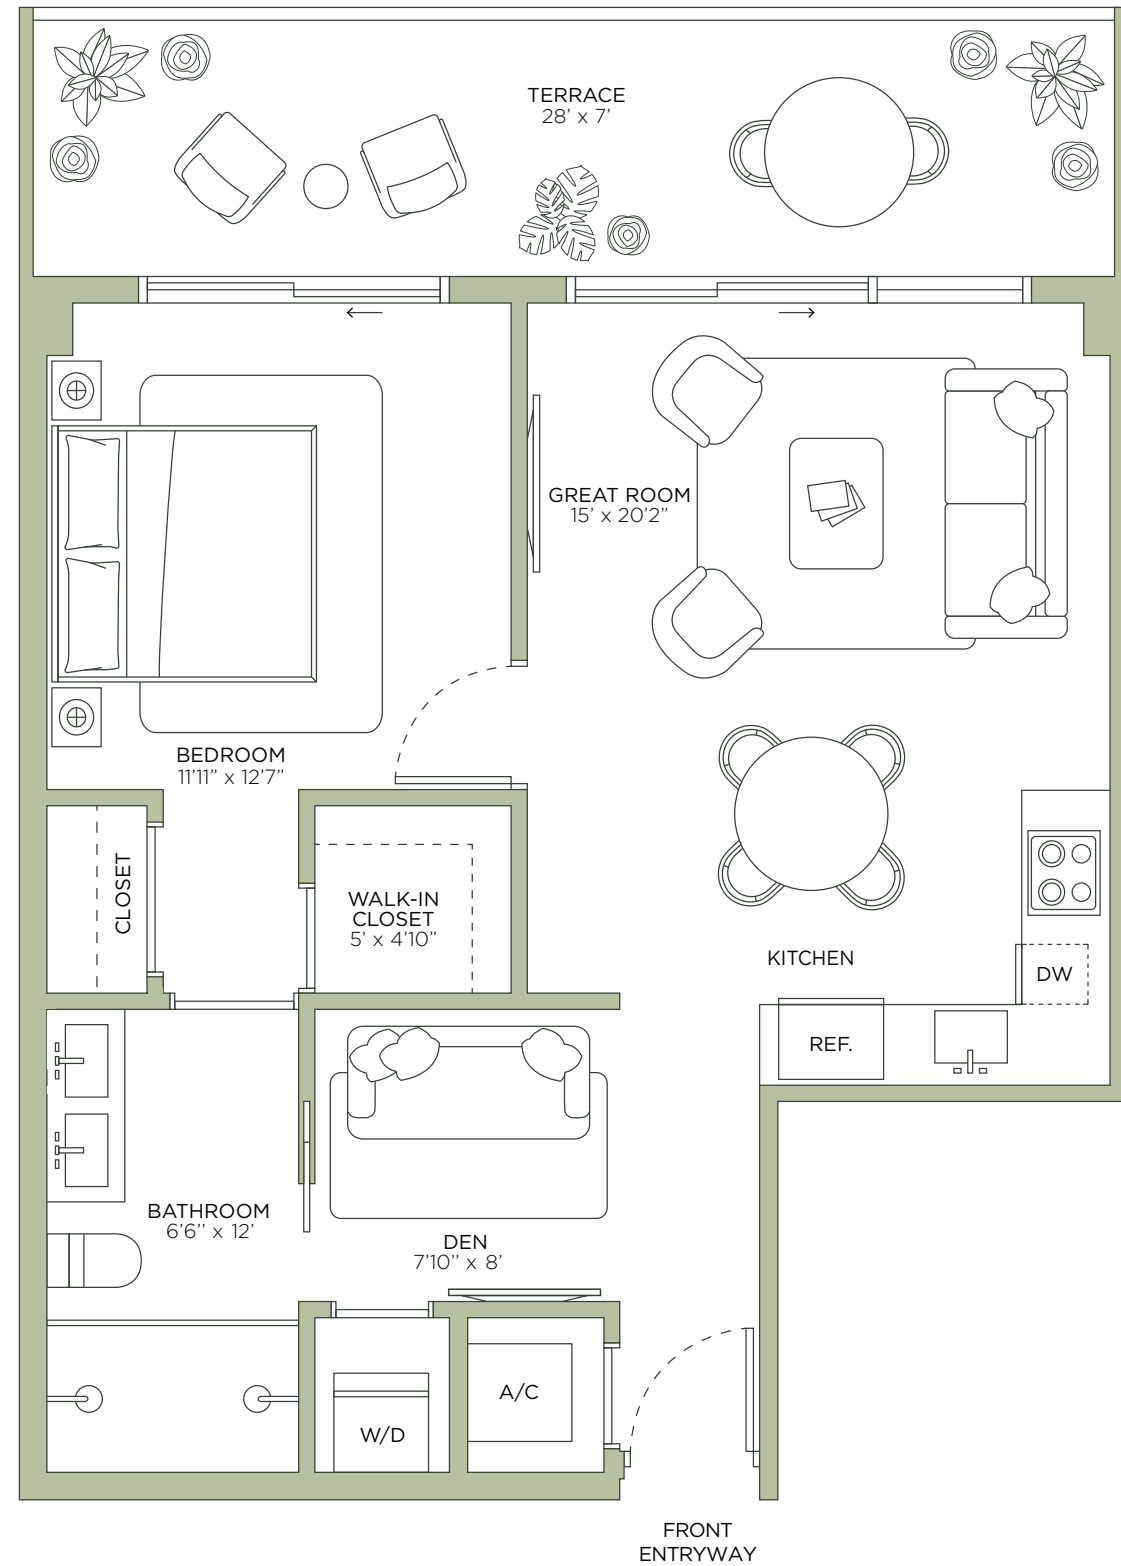 TERRACE
28’ x 7’
GREAT ROOM
15’ x 20’2”
BEDROOM
11’11” x 12’7”
CLOSET
WALK-IN
CLOSET
5’ x 4’10”
KITCHEN
DW
REF.
BATHROOM
6’6’’ x 12’
DEN
7’10” x 8’
A/C
W/D
FRONT
ENTRYWAY